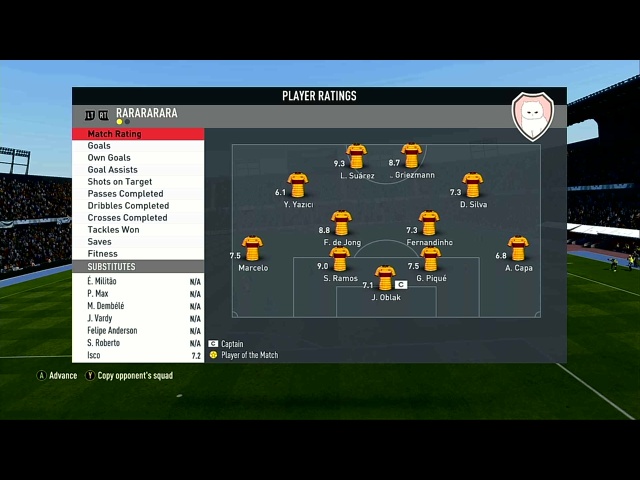 PLAYER RATINGS
LT RT RARARARARA
Match Rating
Goals
Own Goals
Goal Assists
Shots on Target
Passes Completed
Dribbles Completed
Crosses Completed
Tackles Won
Saves
Fitness
SUBSTITUTES
É. Militão N/A
P. Max N/A
M. Dembélé N/A
J. Vardy N/A
Felipe Anderson N/A
S. Roberto N/A
Isco 7.2
9.3 8.7
L. Suárez .. Griezmann
6.1 7.3
Y. Yazici D. Silva
8.8 7.3
F. de Jong Fernandinho
7.5 6.8
Marcelo A. Capa
9.0 7.5
S. Ramos G. Piqué
7.1 C
J. Oblak
C Captain
Player of the Match
A Advance Y Copy opponent's squad